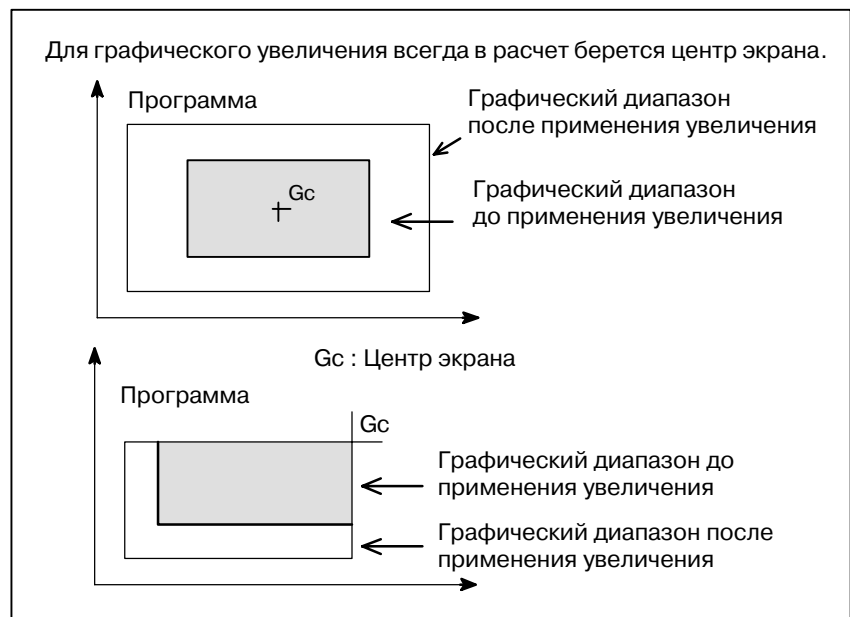 Для графического увеличения всегда в расчет берется центр экрана.
Программа
Графический диапазон
после применения увеличения
Gc
Графический диапазон
до применения увеличения
Gc : Центр экрана
Программа
Gc
Графический диапазон до
применения увеличения
Графический диапазон после
применения увеличения